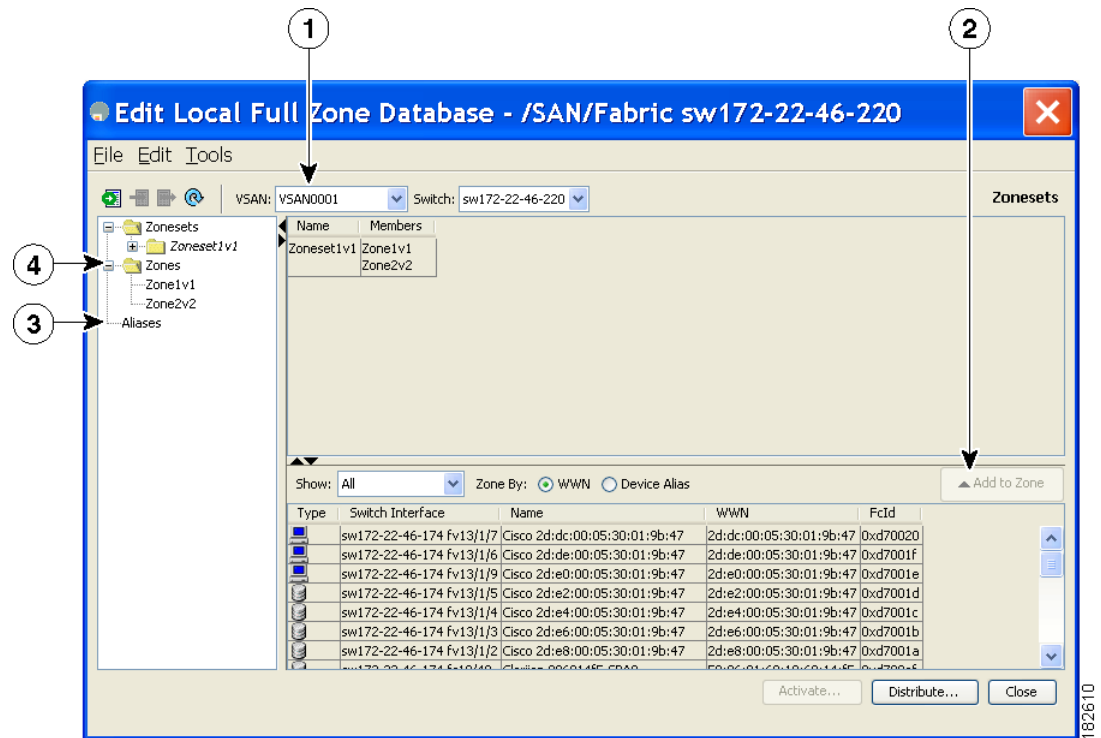 1
2
Edit Local Full Zone Database - /SAN/Fabric sw172-22-46-220
File Edit Tools
VSAN: VSAN0001 Switch: sw172-22-46-220 Zonesets
Zonesets
Zoneset1v1
4
Zones
Zone1v1
Zone2v2
3
Aliases
Name Members
Zoneset1v1 Zone1v1
Zone2v2
Show: All Zone By: WWN Device Alias Add to Zone
Type Switch Interface Name WWN FcId
sw172-22-46-174 fv13/1/7 Cisco 2d:dc:00:05:30:01:9b:47 2d:dc:00:05:30:01:9b:47 0xd70020
sw172-22-46-174 fv13/1/6 Cisco 2d:de:00:05:30:01:9b:47 2d:de:00:05:30:01:9b:47 0xd7001f
sw172-22-46-174 fv13/1/9 Cisco 2d:e0:00:05:30:01:9b:47 2d:e0:00:05:30:01:9b:47 0xd7001e
sw172-22-46-174 fv13/1/5 Cisco 2d:e2:00:05:30:01:9b:47 2d:e2:00:05:30:01:9b:47 0xd7001d
sw172-22-46-174 fv13/1/4 Cisco 2d:e4:00:05:30:01:9b:47 2d:e4:00:05:30:01:9b:47 0xd7001c
sw172-22-46-174 fv13/1/3 Cisco 2d:e6:00:05:30:01:9b:47 2d:e6:00:05:30:01:9b:47 0xd7001b
sw172-22-46-174 fv13/1/2 Cisco 2d:e8:00:05:30:01:9b:47 2d:e8:00:05:30:01:9b:47 0xd7001a
Activate... Distribute... Close
182610